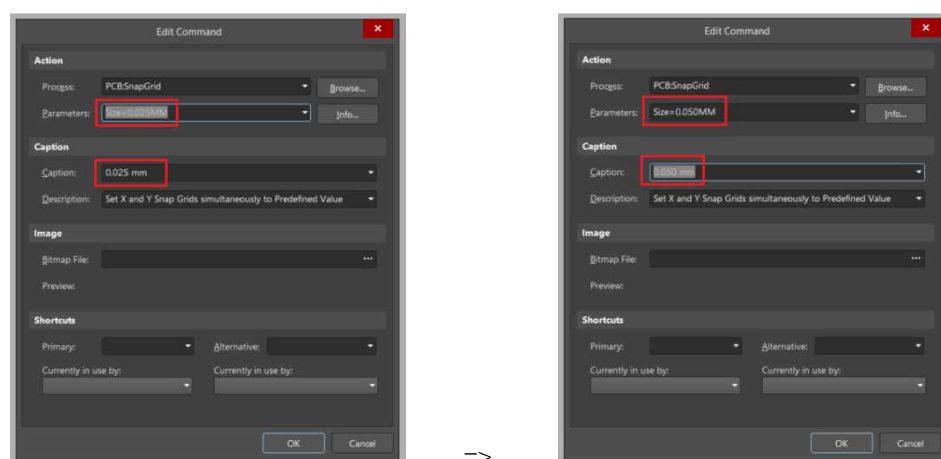 Edit Command
Action
Process: PCB:SnapGrid Browse...
Parameters: Size=0.025MM Info...
Caption
Caption: 0.025 mm
Description: Set X and Y Snap Grids simultaneously to Predefined Value
Image
Bitmap File: ...
Preview:
Shortcuts
Primary: Alternative:
Currently in use by: Currently in use by:
OK Cancel
=>
Edit Command
Action
Process: PCB:SnapGrid Browse...
Parameters: Size=0.050MM Info...
Caption
Caption: 0.050 mm
Description: Set X and Y Snap Grids simultaneously to Predefined Value
Image
Bitmap File: ...
Preview:
Shortcuts
Primary: Alternative:
Currently in use by: Currently in use by:
OK Cancel